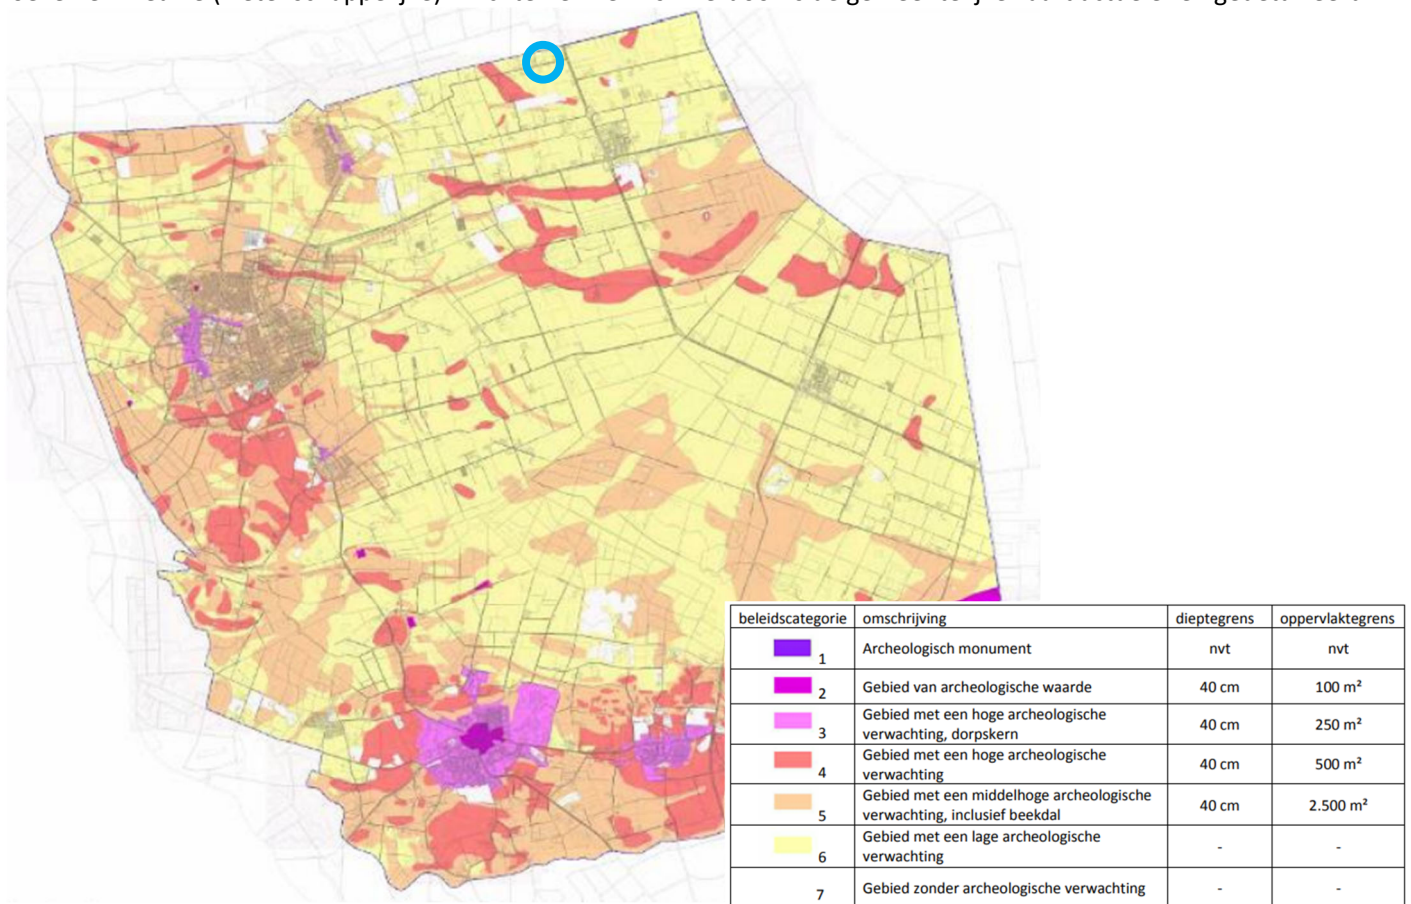 beleidscategorie omschrijving dieptegrens oppervlaktegrens
1 Archeologisch monument nvt nvt
2 Gebied van archeologische waarde 40 cm 100 m²
Gebied met een hoge archeologische
3 verwachting, dorpskern 40 cm 250 m²
Gebied met een hoge archeologische
4 verwachting 40 cm 500 m²
Gebied met een middelhoge archeologische
5 verwachting, inclusief beekdal 40 cm 2.500 m²
Gebied met een lage archeologische
6 verwachting - -
7 Gebied zonder archeologische verwachting - -